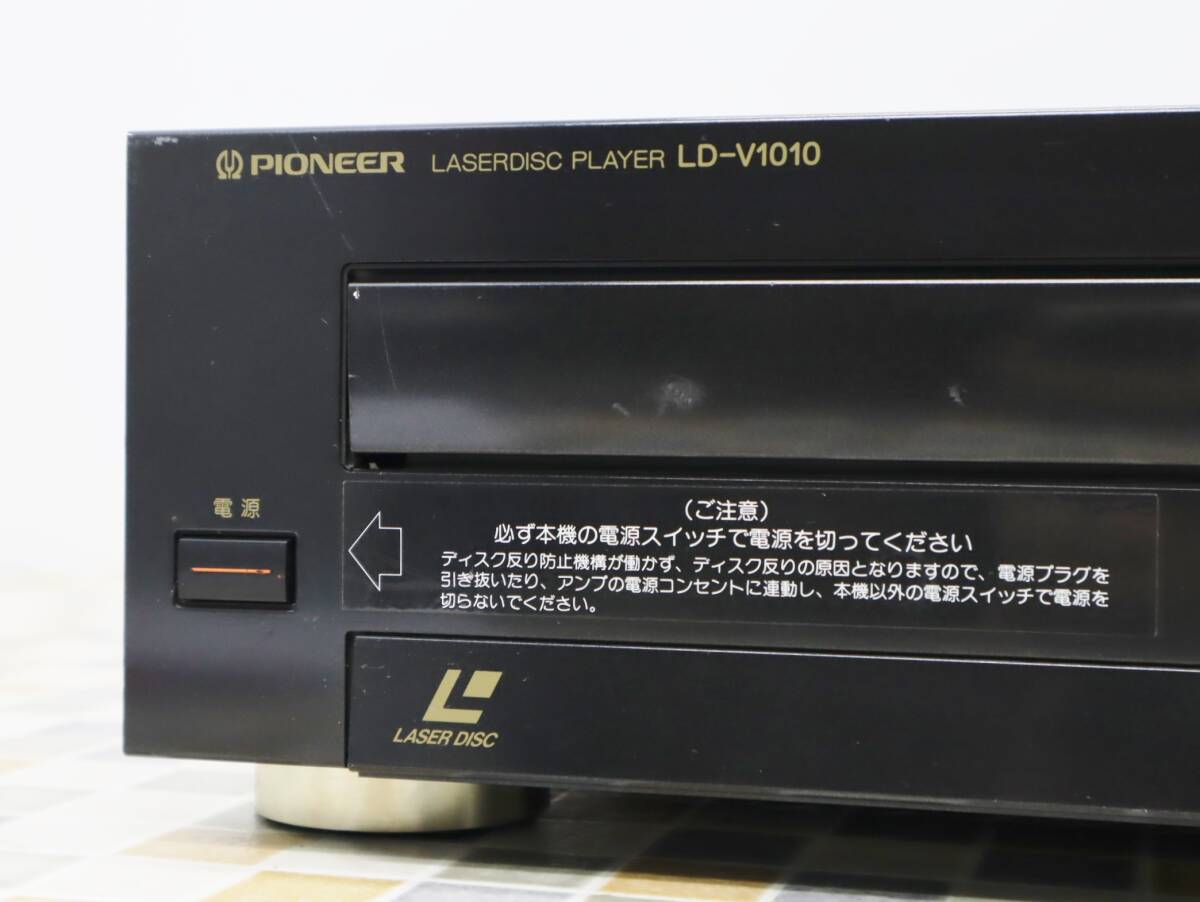 PIONEER LASERDISC PLAYER LD-V1010
電源
(ご注意)
必ず本機の電源スイッチで電源を切ってください
ディスク反り防止機構が働かず、ディスク反りの原因となりますので、電源プラグを
引き抜いたり、アンプの電源コンセントに連動し、本機以外の電源スイッチで電源を
切らないでください。
LASER DISC